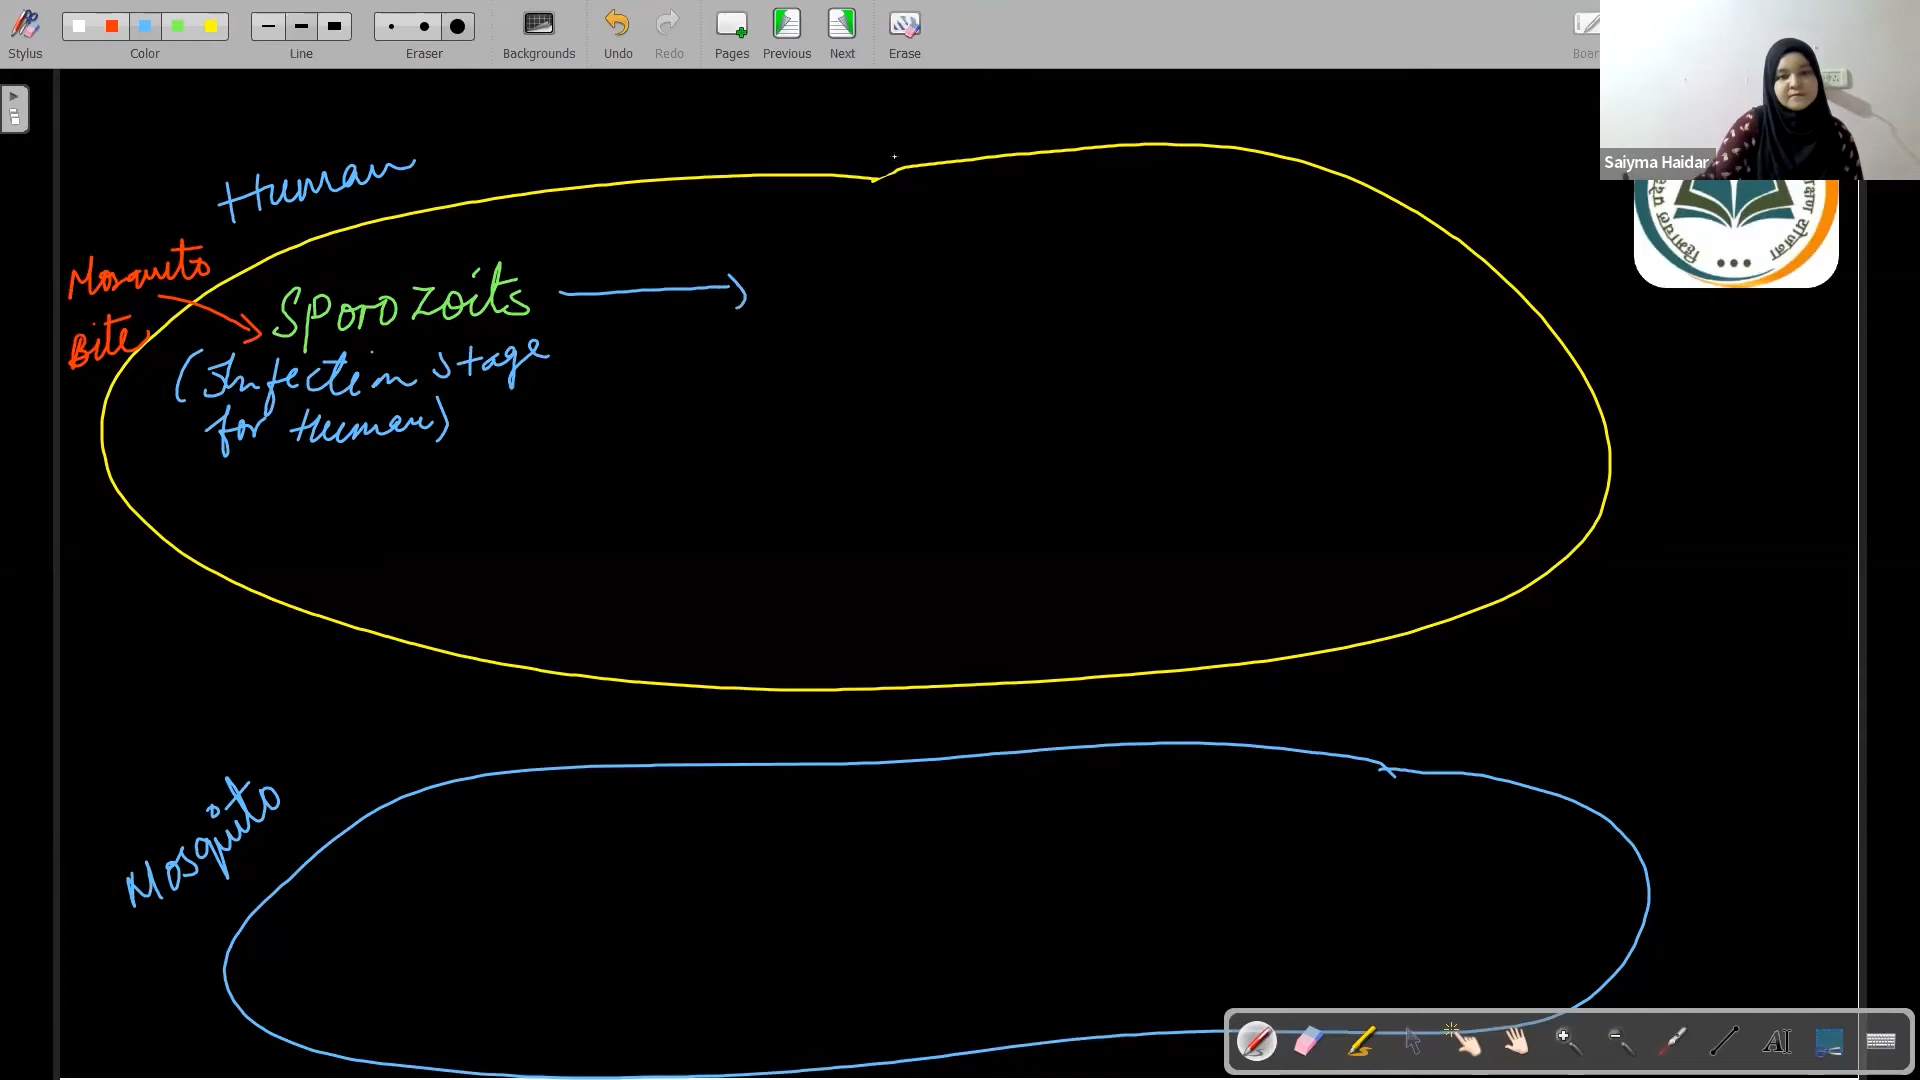 Stylus
Color
Line
Eraser
Backgrounds
Undo
Redo
Pages
Previous
Next
Erase
Saiyma Haidar
Human
Mosquito
Bite
Sporozoits
(Infection stage
for Human)
Mosquito